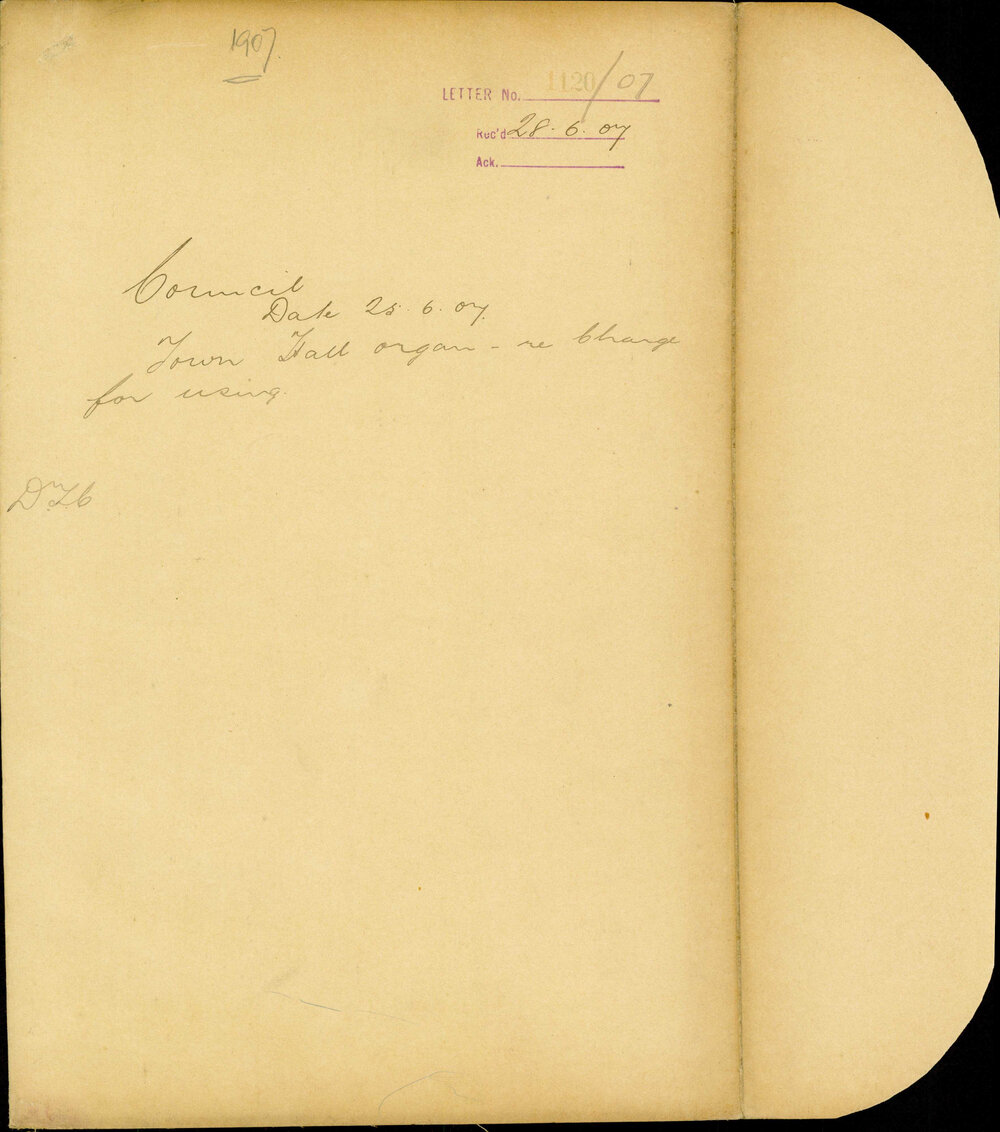 1907.
LETTER No. 1120/07
Rec'd 28.6.07
Ack.
Council
Date 25.6.07.
Town Hall organ - re Charge
for using.